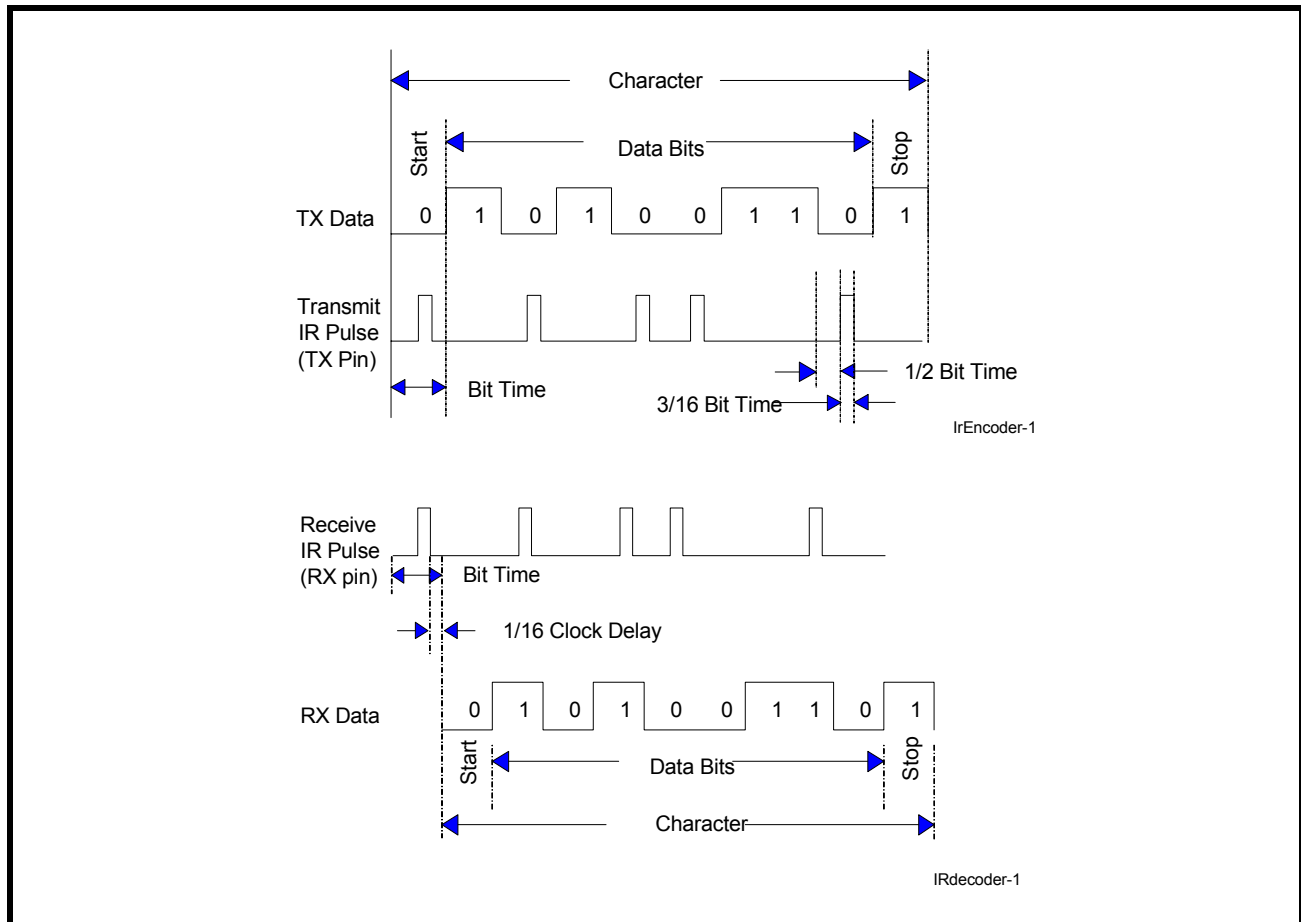 Character
Start
Data Bits
Stop
TX Data
0 1 0 1 0 0 1 1 0 1
Transmit
IR Pulse
(TX Pin)
1/2 Bit Time
Bit Time
3/16 Bit Time
IrEncoder-1
Receive
IR Pulse
(RX pin)
Bit Time
1/16 Clock Delay
RX Data
0 1 0 1 0 0 1 1 0 1
Start
Data Bits
Stop
Character
IRdecoder-1